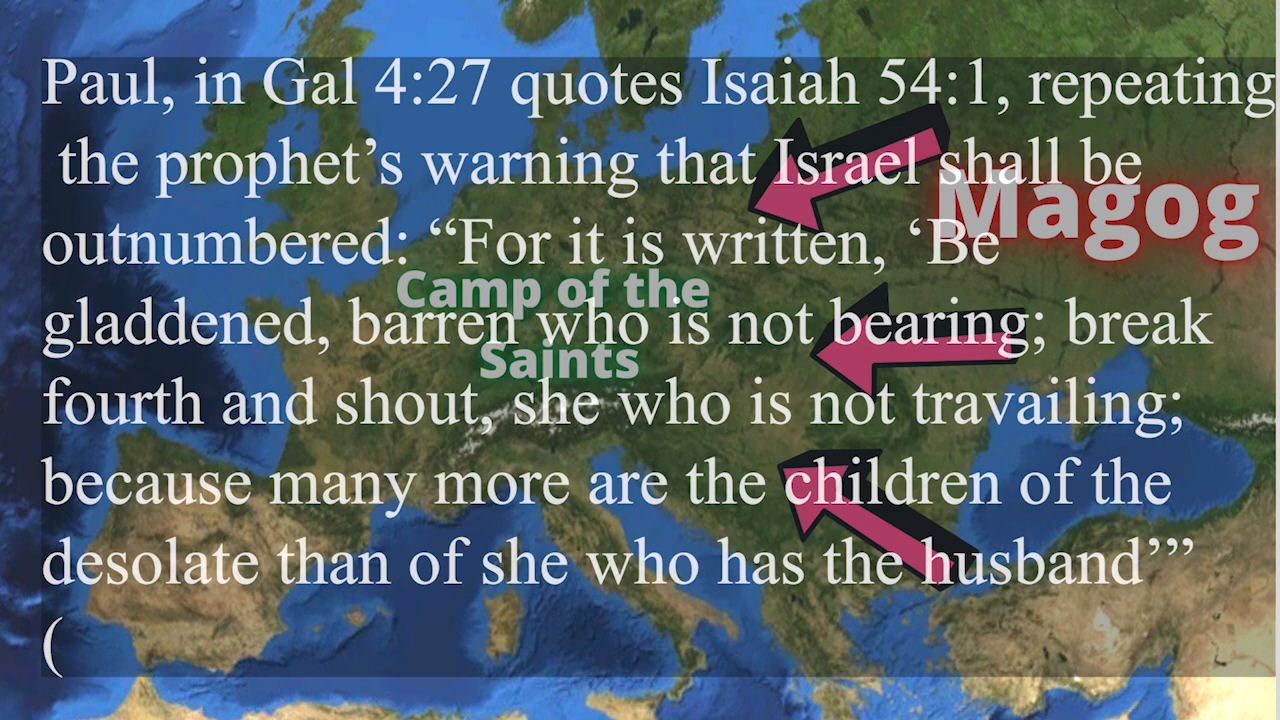 Paul, in Gal 4:27 quotes Isaiah 54:1, repeating
the prophet’s warning that Israel shall be
outnumbered: “For it is written, ‘Be
gladdened, barren who is not bearing; break
fourth and shout, she who is not travailing;
because many more are the children of the
desolate than of she who has the husband’”
(
Magog
Camp of the
Saints